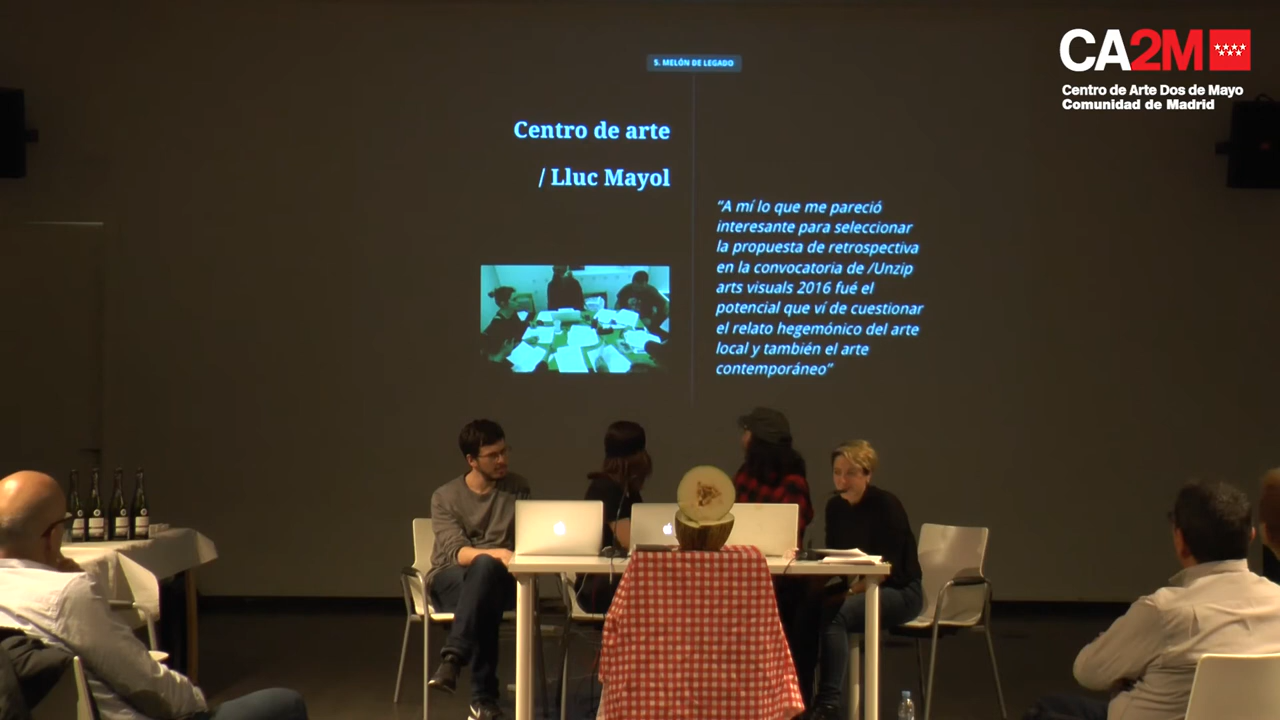 5. MELÓN DE LEGADO
Centro de arte
/ Lluc Mayol
“A mí lo que me pareció
interesante para seleccionar
la propuesta de retrospectiva
en la convocatoria de /Unzip
arts visuals 2016 fué el
potencial que ví de cuestionar
el relato hegemónico del arte
local y también el arte
contemporáneo”
CA2M
Centro de Arte Dos de Mayo
Comunidad de Madrid